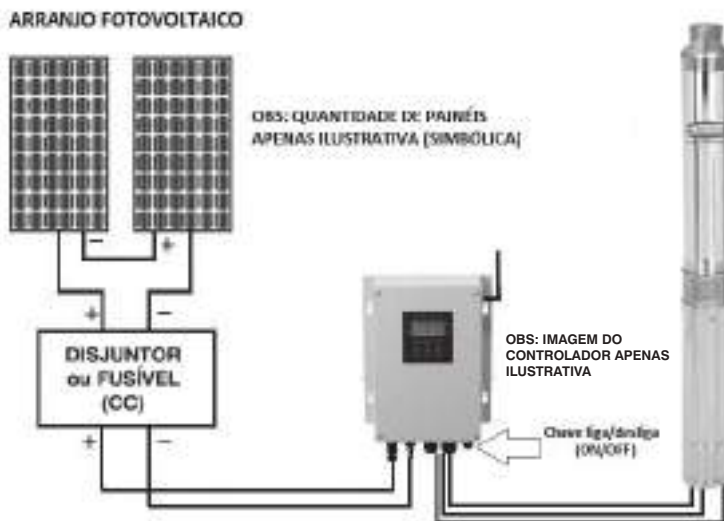 ARRANJO FOTOVOLTAICO
OBS: QUANTIDADE DE PAINÉIS
APENAS ILUSTRATIVA (SIMBÓLICA)
−
+
+
−
DISJUNTOR
ou FUSÍVEL
(CC)
+
−
OBS: IMAGEM DO
CONTROLADOR APENAS
ILUSTRATIVA
Chave liga/desliga
(ON/OFF)